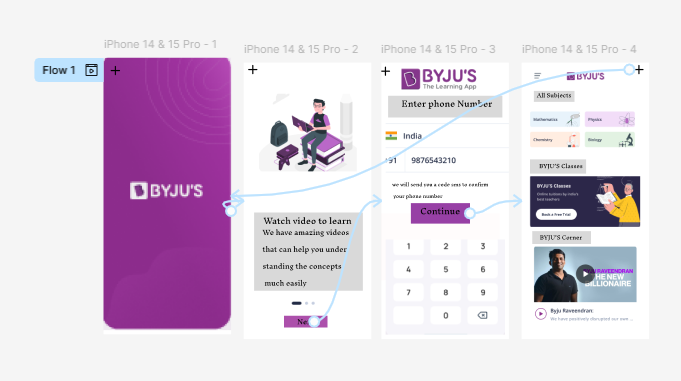 iPhone 14 & 15 Pro - 1
iPhone 14 & 15 Pro - 2
iPhone 14 & 15 Pro - 3
iPhone 14 & 15 Pro - 4
Flow 1
BYJU'S
Watch video to learn
We have amazing videos
that can help you under
standing the concepts
much easily
BYJU'S
The Learning App
Enter phone Number
India
91 9876543210
we will send you a code sms to confirm
your phone number
Continue
1 2 3
4 5 6
7 8 9
0
BYJU'S
All Subjects
Mathematics Physics
Chemistry Biology
BYJU'S Classes
BYJU'S Classes
Online tuitions by India's
best teachers
Book a Free Trial
BYJU'S Corner
BYJU RAVEENDRAN
THE NEW
BILLIONAIRE
Byju Raveendran:
We have positively disrupted our own ...